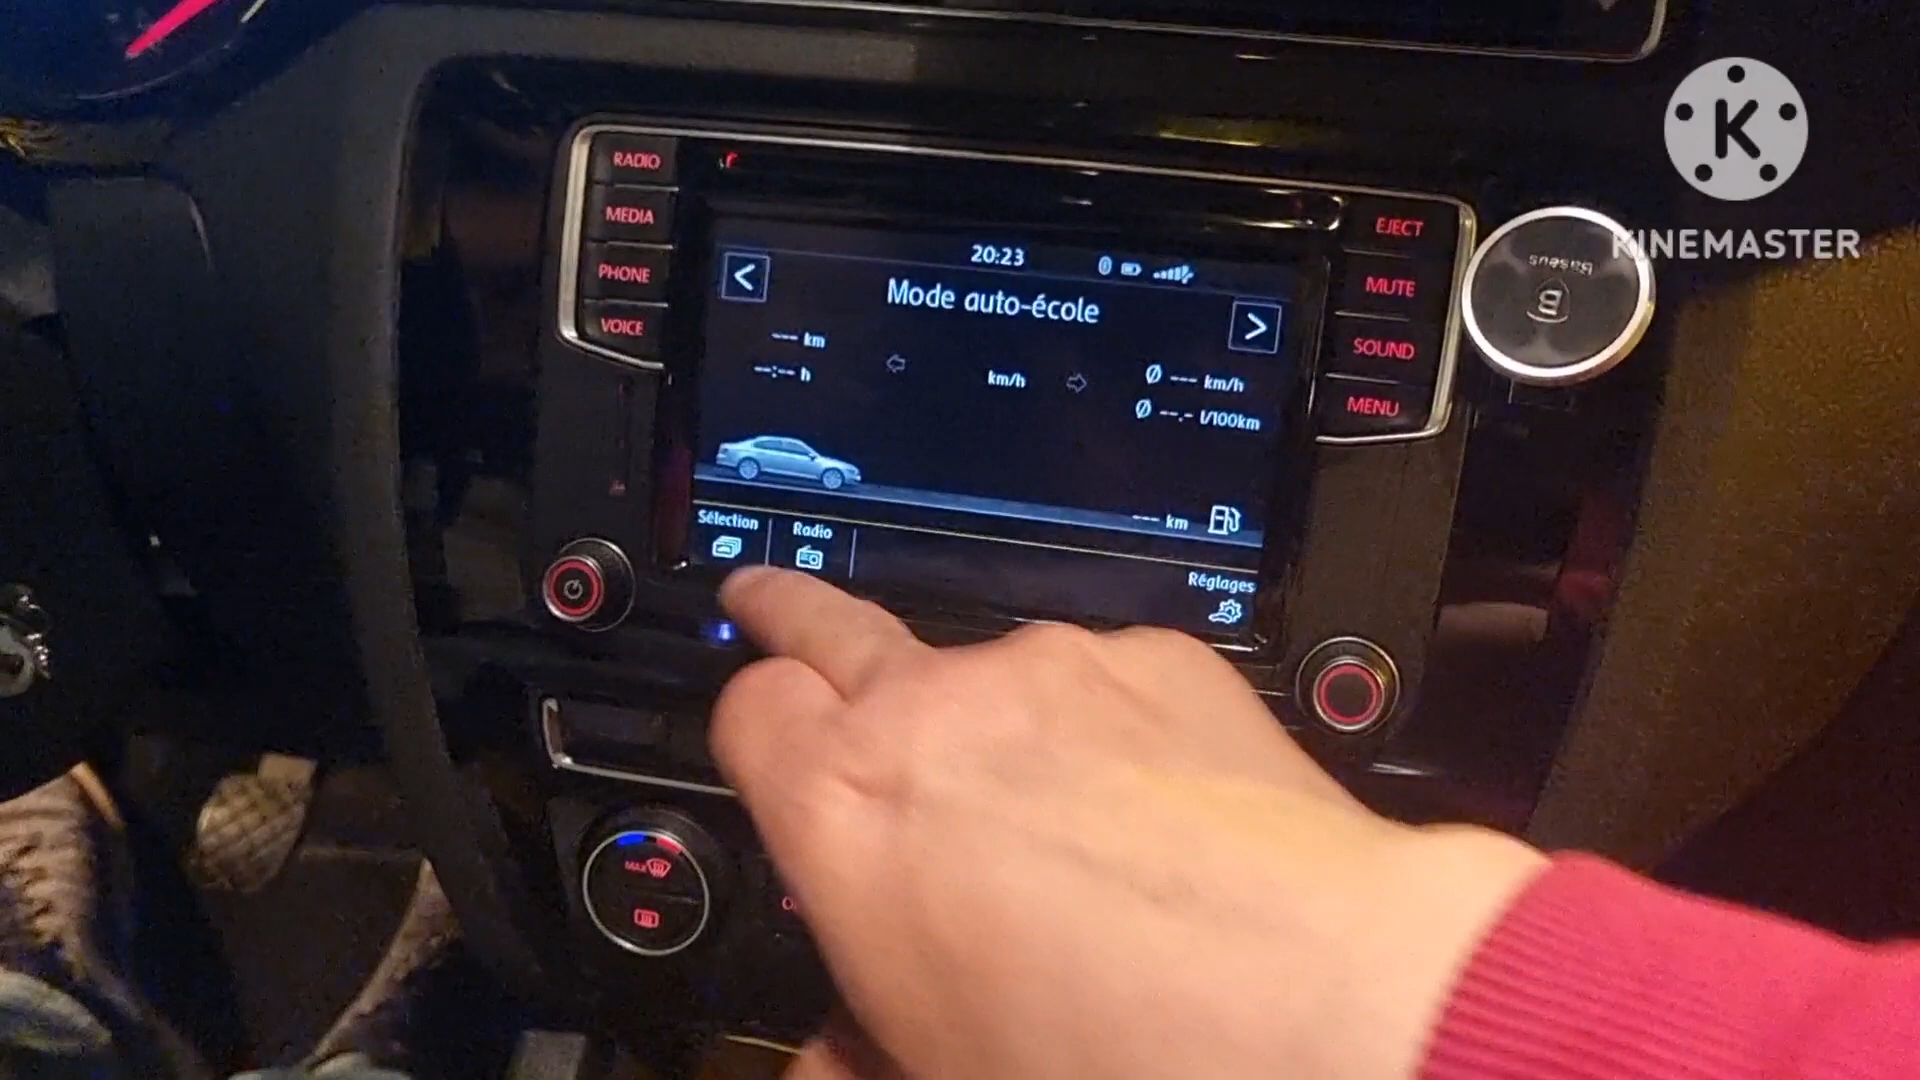 RADIO
MEDIA
PHONE
VOICE
20:23
Mode auto-école
--- km
--:-- h
km/h
Ø --- km/h
Ø --.- l/100km
--- km
Sélection
Radio
Réglages
EJECT
MUTE
SOUND
MENU
Baseus
B
K
KINEMASTER
MAX